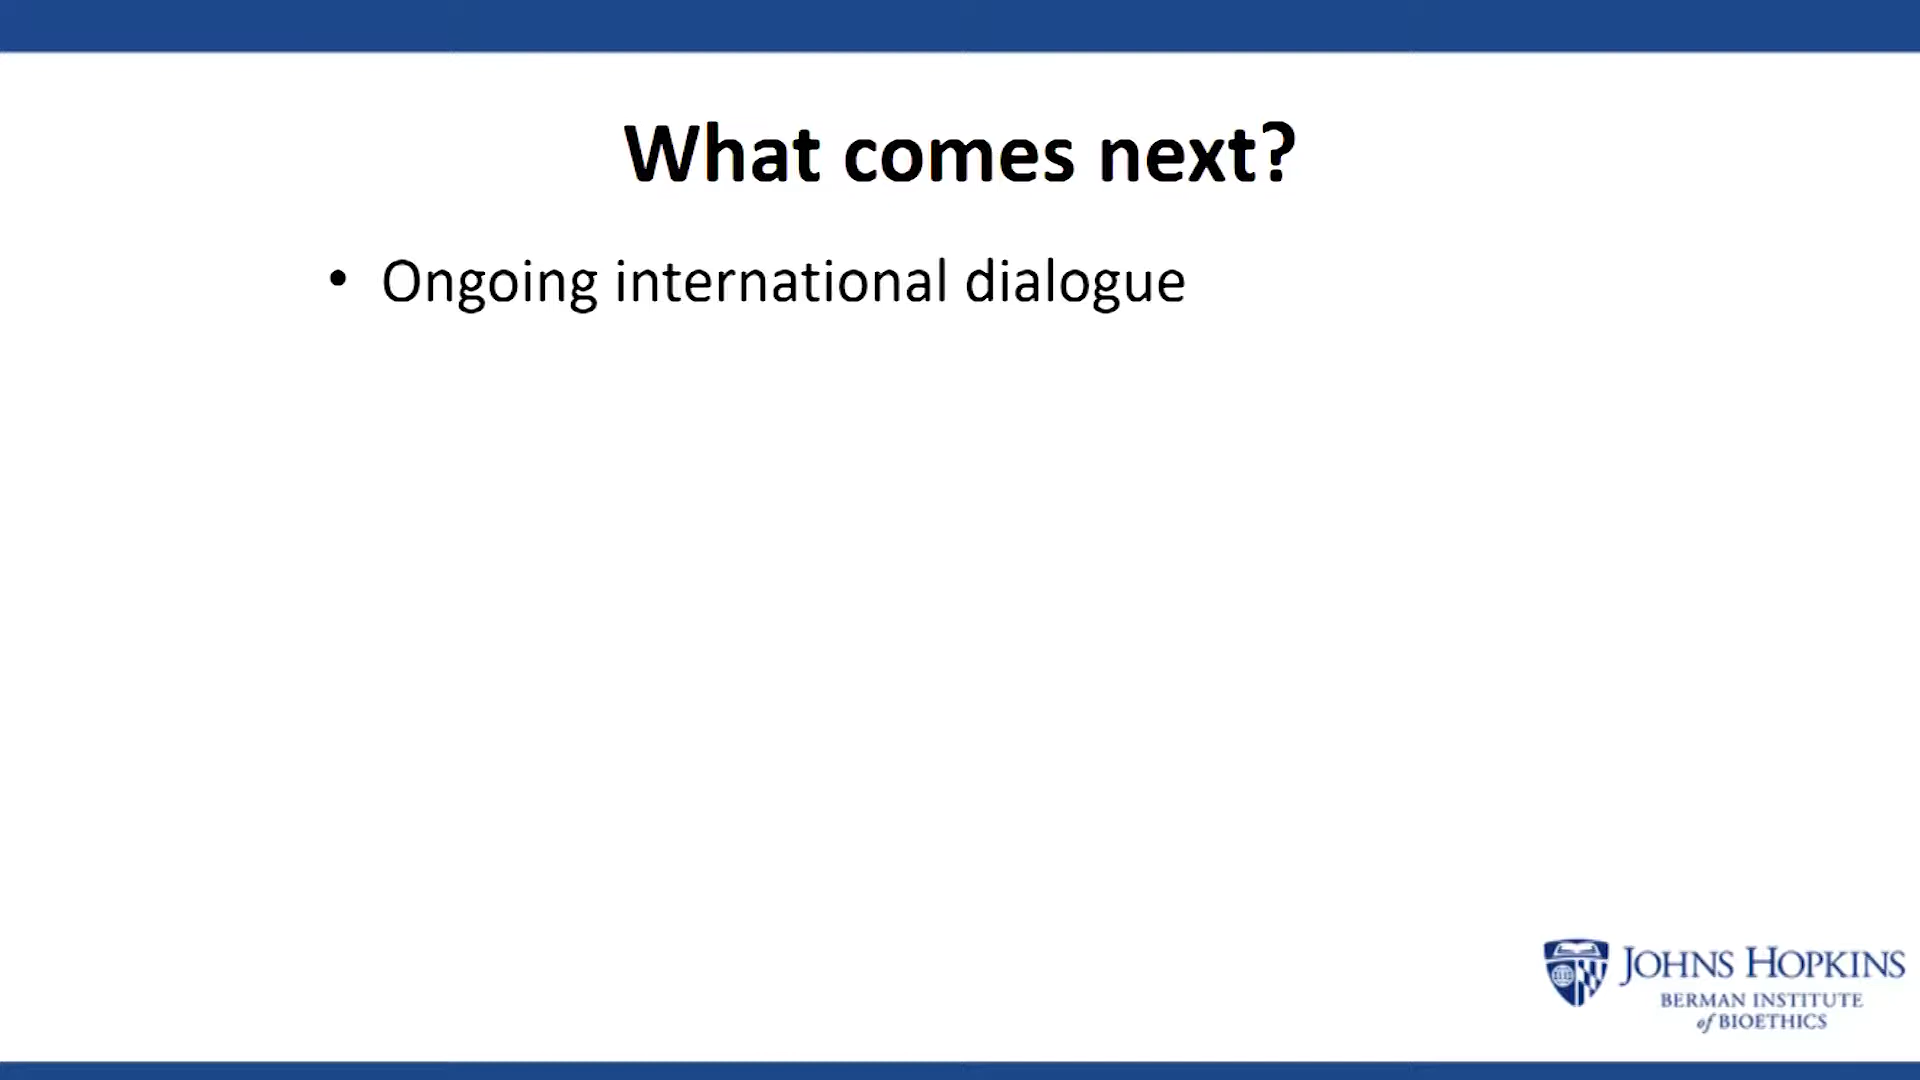 What comes next?
• Ongoing international dialogue
JOHNS HOPKINS
BERMAN INSTITUTE
of BIOETHICS